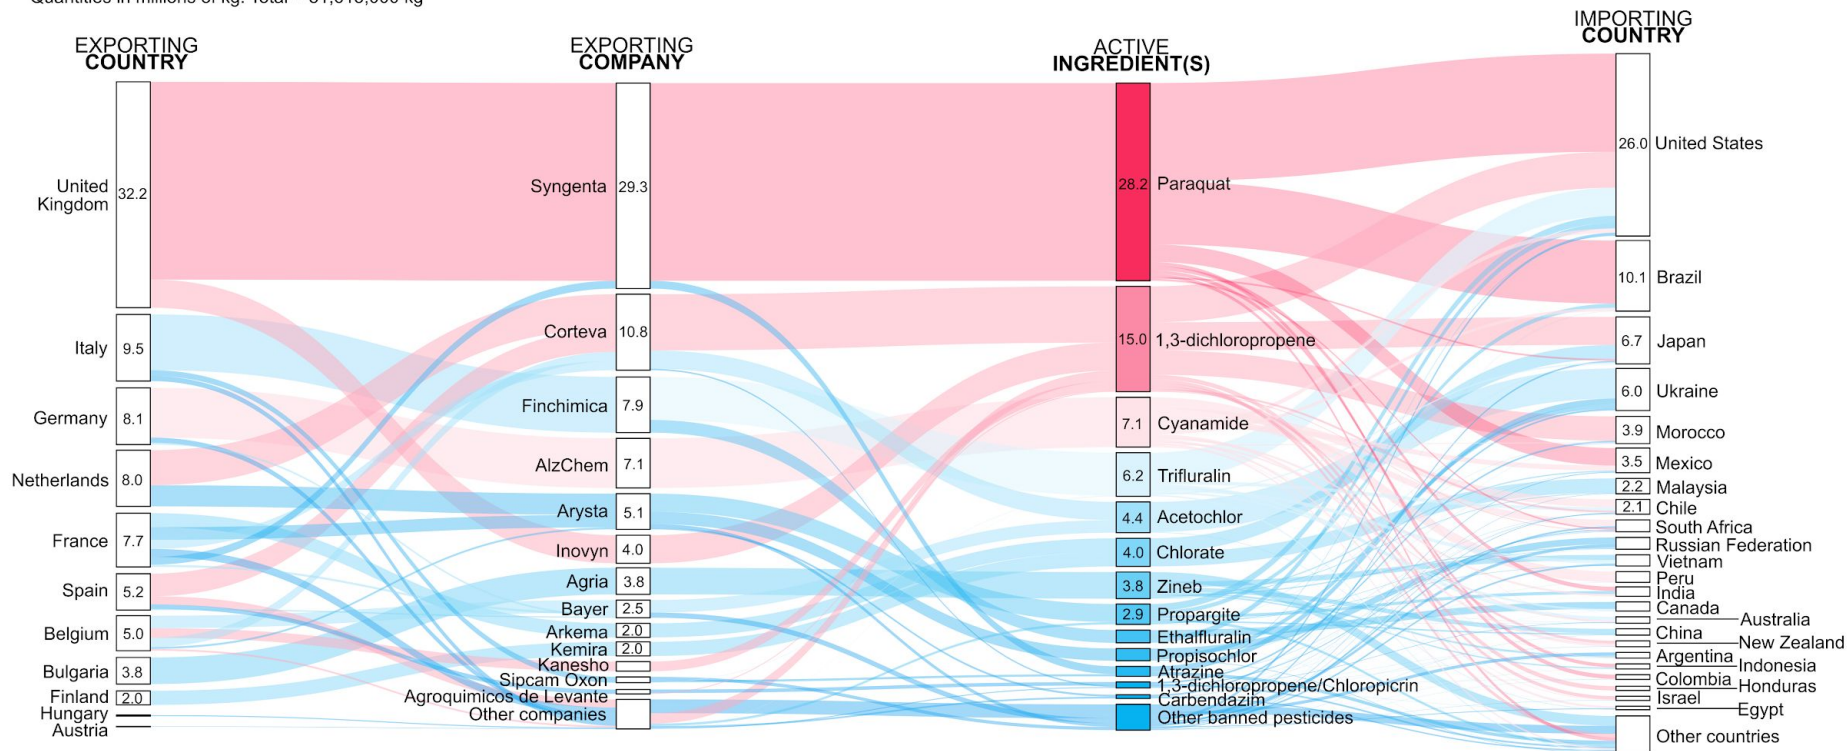 EXPORTING
COUNTRY
United
Kingdom
32.2
Italy
9.5
Germany
8.1
Netherlands
8.0
France
7.7
Spain
5.2
Belgium
5.0
Bulgaria
3.8
Finland
2.0
Hungary
Austria
EXPORTING
COMPANY
Syngenta
29.3
Corteva
10.8
Finchimica
7.9
AlzChem
7.1
Arysta
5.1
Inovyn
4.0
Agria
3.8
Bayer
2.5
Arkema
2.0
Kemira
2.0
Kanesho
Sipcam Oxon
Agroquimicos de Levante
Other companies
ACTIVE
INGREDIENT(S)
28.2
Paraquat
15.0
1,3-dichloropropene
7.1
Cyanamide
6.2
Trifluralin
4.4
Acetochlor
4.0
Chlorate
3.8
Zineb
2.9
Propargite
Ethalfluralin
Propisochlor
Atrazine
1,3-dichloropropene/Chloropicrin
Carbendazim
Other banned pesticides
IMPORTING
COUNTRY
26.0
United States
10.1
Brazil
6.7
Japan
6.0
Ukraine
3.9
Morocco
3.5
Mexico
2.2
Malaysia
2.1
Chile
South Africa
Russian Federation
Vietnam
Peru
India
Canada
Australia
China
New Zealand
Argentina
Indonesia
Colombia
Honduras
Israel
Egypt
Other countries